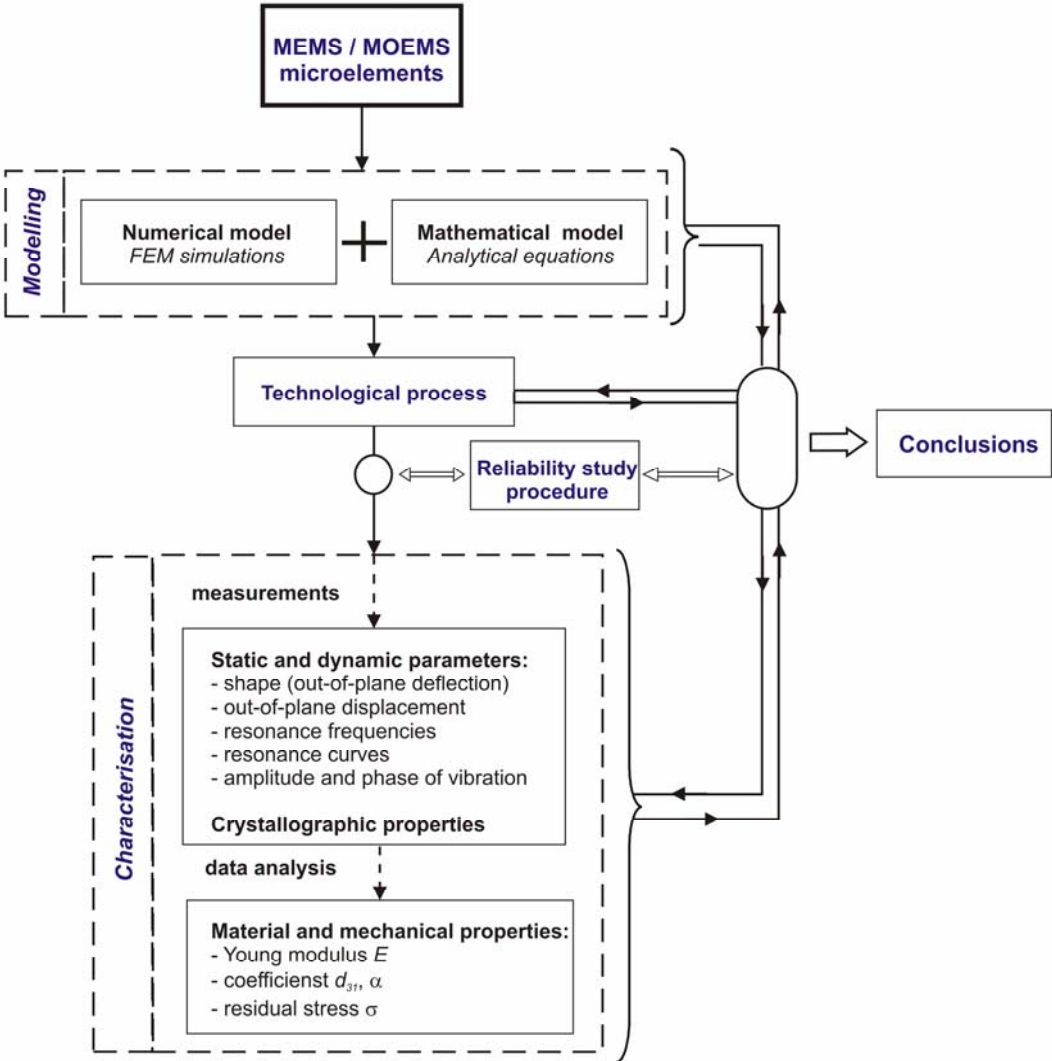 MEMS / MOEMS
microelements
Modelling
Numerical model
FEM simulations
+
Mathematical model
Analytical equations
Technological process
Reliability study
procedure
Conclusions
Characterisation
measurements
Static and dynamic parameters:
- shape (out-of-plane deflection)
- out-of-plane displacement
- resonance frequencies
- resonance curves
- amplitude and phase of vibration
Crystallographic properties
data analysis
Material and mechanical properties:
- Young modulus E
- coefficienst d31, α
- residual stress σ